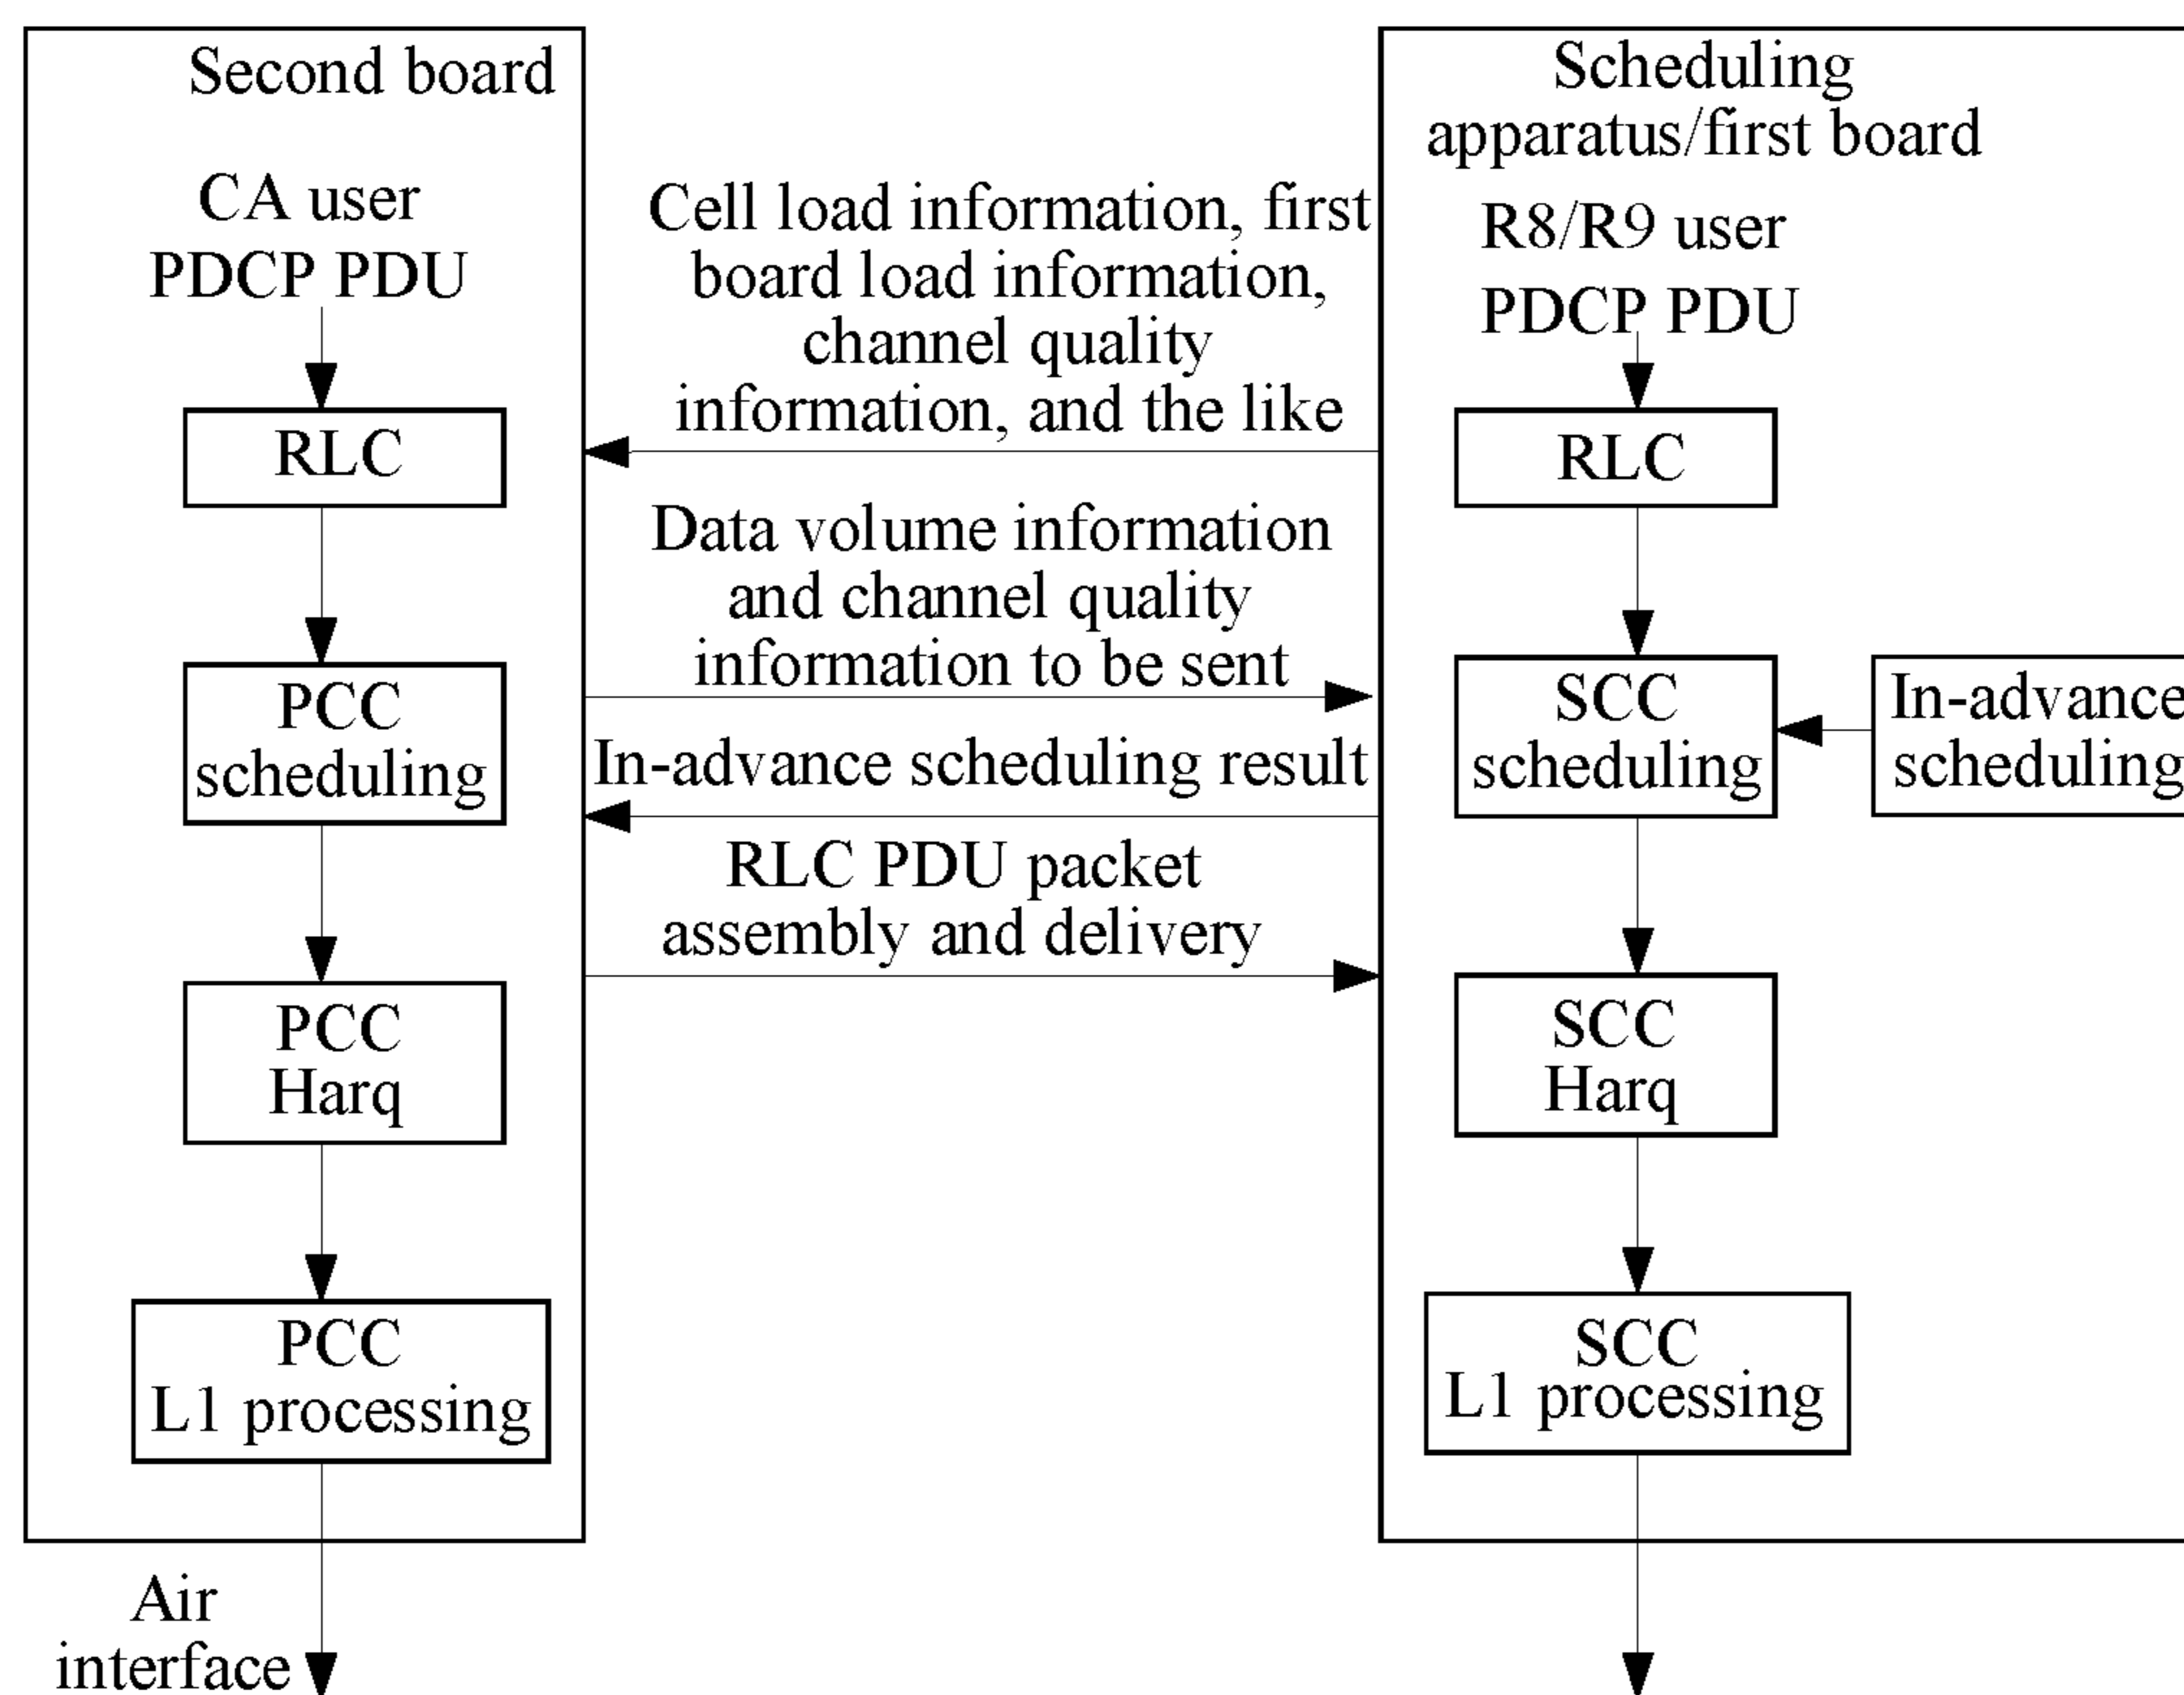 Second board
CA user
PDCP PDU
RLC
PCC
scheduling
PCC
Harq
PCC
L1 processing
Air
interface
Cell load information, first
board load information,
channel quality
information, and the like
Data volume information
and channel quality
information to be sent
In-advance scheduling result
RLC PDU packet
assembly and delivery
Scheduling
apparatus/first board
R8/R9 user
PDCP PDU
RLC
SCC
scheduling
In-advance
scheduling
SCC
Harq
SCC
L1 processing